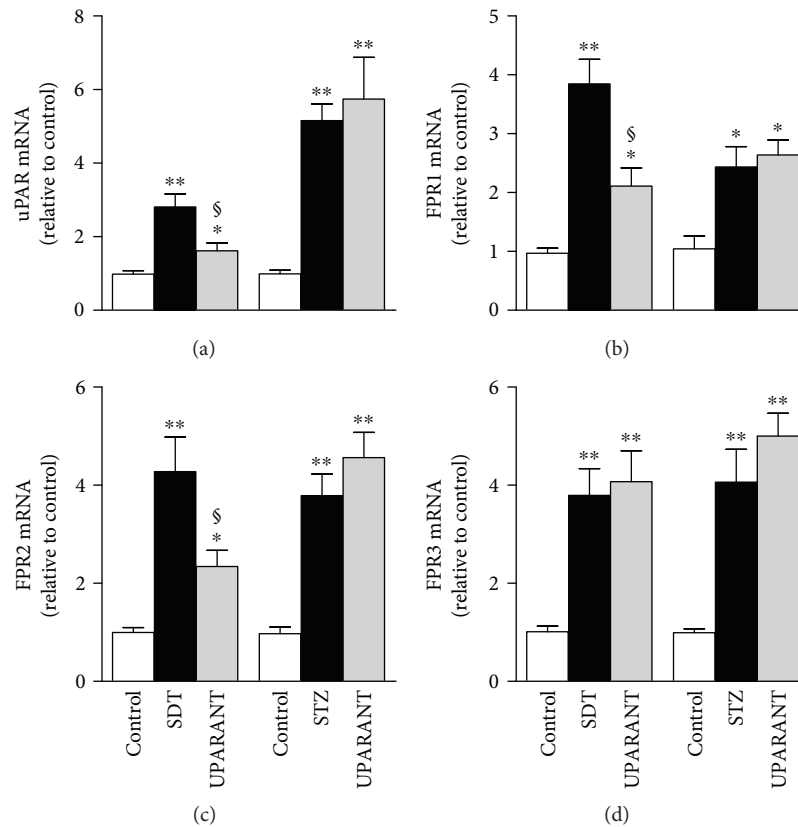 uPAR mRNA
(relative to control)
8
6
4
2
0
**
§
*
**
**
(a)
FPR1 mRNA
(relative to control)
5
4
3
2
1
0
**
§
*
*
*
(b)
FPR2 mRNA
(relative to control)
6
4
2
0
**
§
*
**
**
Control
SDT
UPARANT
Control
STZ
UPARANT
(c)
FPR3 mRNA
(relative to control)
6
4
2
0
**
**
**
**
Control
SDT
UPARANT
Control
STZ
UPARANT
(d)